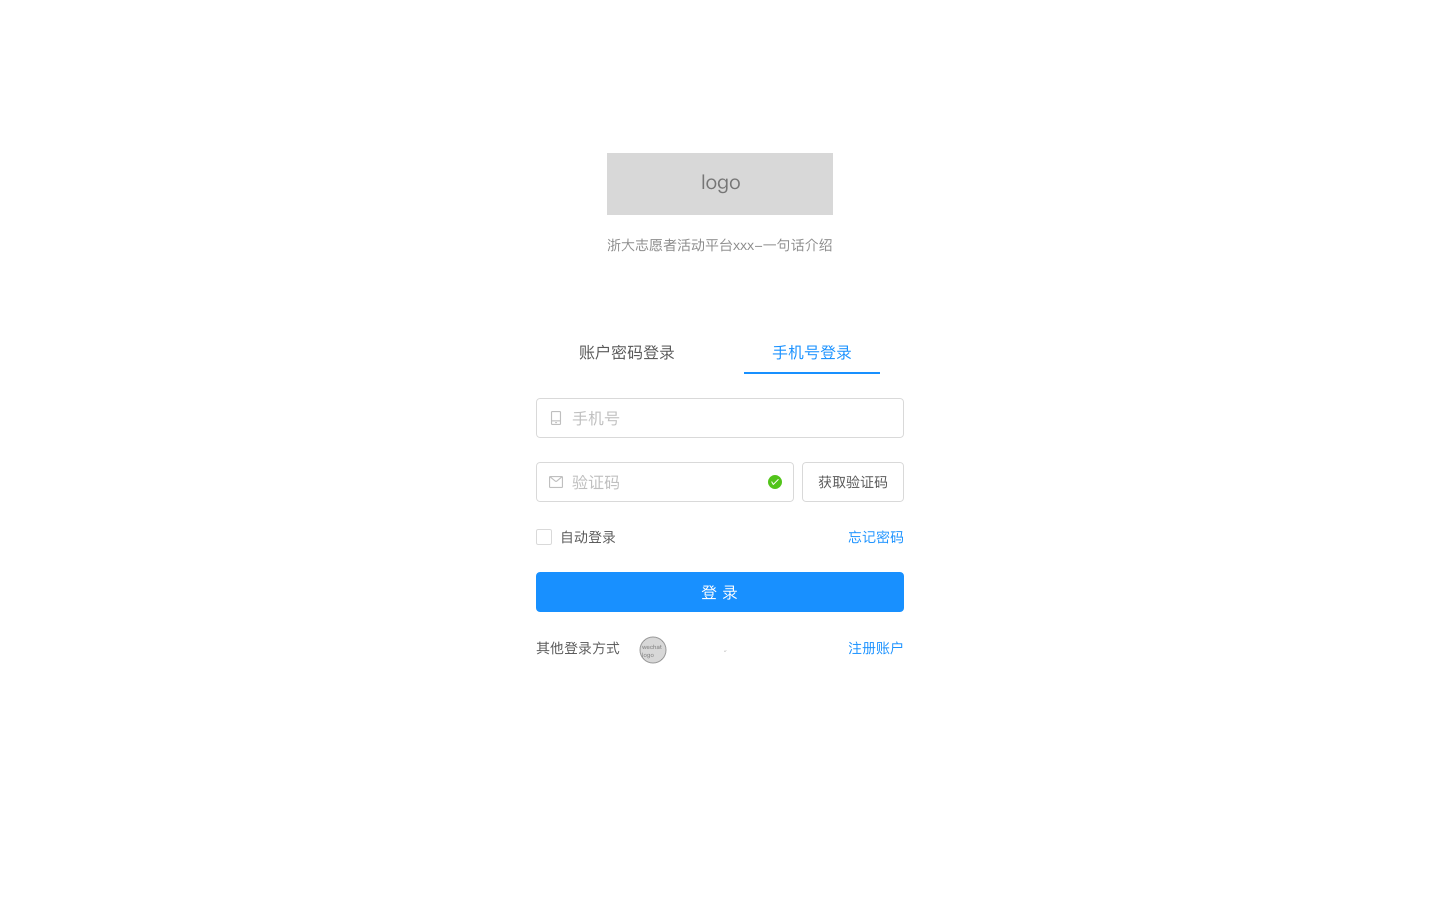 logo
浙大志愿者活动平台xxx-一句话介绍
账户密码登录 手机号登录
手机号
验证码 获取验证码
自动登录 忘记密码
登 录
其他登录方式 wechat logo 注册账户